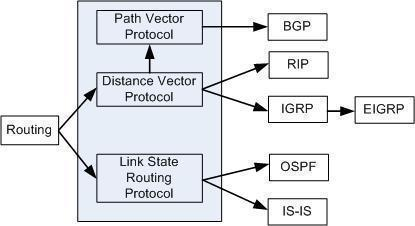 Path Vector
Protocol
BGP
Distance Vector
Protocol
RIP
IGRP
EIGRP
Routing
Link State
Routing
Protocol
OSPF
IS-IS